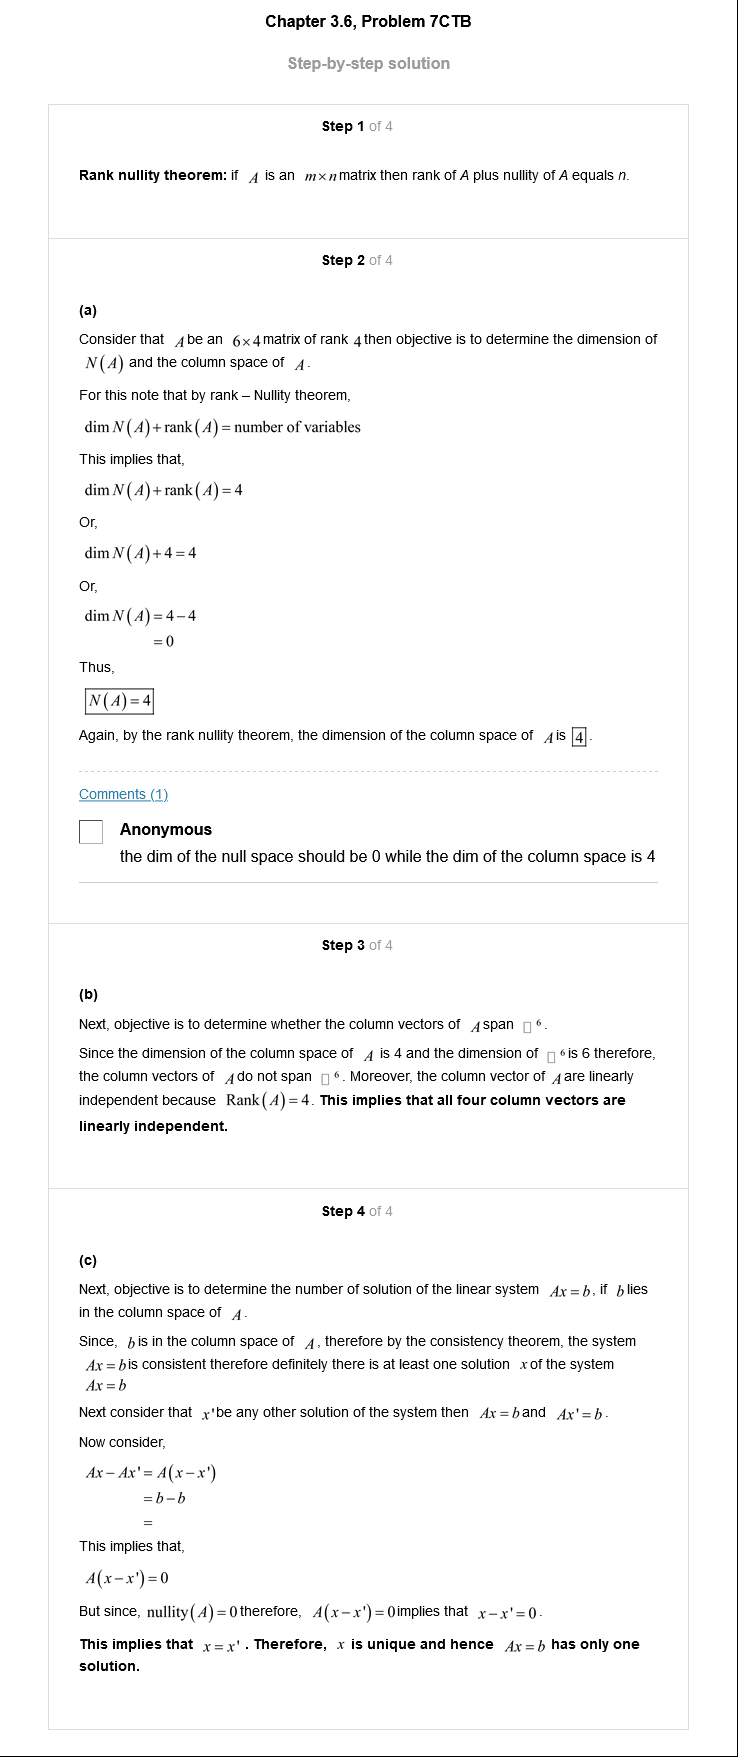 Chapter 3.6, Problem 7CTB
Step-by-step solution
Step 1 of 4
Rank nullity theorem: if A is an m×n matrix then rank of A plus nullity of A equals n.
Step 2 of 4
(a)
Consider that A be an 6×4 matrix of rank 4 then objective is to determine the dimension of
N(A) and the column space of A.
For this note that by rank – Nullity theorem,
dim N(A)+rank(A)=number of variables
This implies that,
dim N(A)+rank(A)=4
Or,
dim N(A)+4=4
Or,
dim N(A)=4−4
=0
Thus,
N(A)=4
Again, by the rank nullity theorem, the dimension of the column space of A is 4.
Comments (1)
Anonymous
the dim of the null space should be 0 while the dim of the column space is 4
Step 3 of 4
(b)
Next, objective is to determine whether the column vectors of A span □⁶.
Since the dimension of the column space of A is 4 and the dimension of □⁶ is 6 therefore,
the column vectors of A do not span □⁶. Moreover, the column vector of A are linearly
independent because Rank(A)=4. This implies that all four column vectors are
linearly independent.
Step 4 of 4
(c)
Next, objective is to determine the number of solution of the linear system Ax=b, if b lies
in the column space of A.
Since, b is in the column space of A, therefore by the consistency theorem, the system
Ax=b is consistent therefore definitely there is at least one solution x of the system
Ax=b
Next consider that x' be any other solution of the system then Ax=b and Ax'=b.
Now consider,
Ax−Ax'=A(x−x')
=b−b
=
This implies that,
A(x−x')=0
But since, nullity(A)=0 therefore, A(x−x')=0 implies that x−x'=0.
This implies that x=x'. Therefore, x is unique and hence Ax=b has only one
solution.